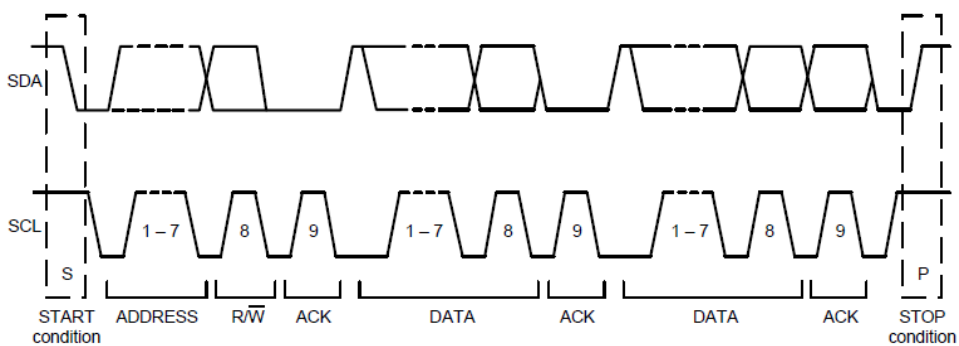 SDA
SCL
1 – 7
8
9
1 – 7
8
9
1 – 7
8
9
S
P
START
condition
ADDRESS
R/W̅
ACK
DATA
ACK
DATA
ACK
STOP
condition